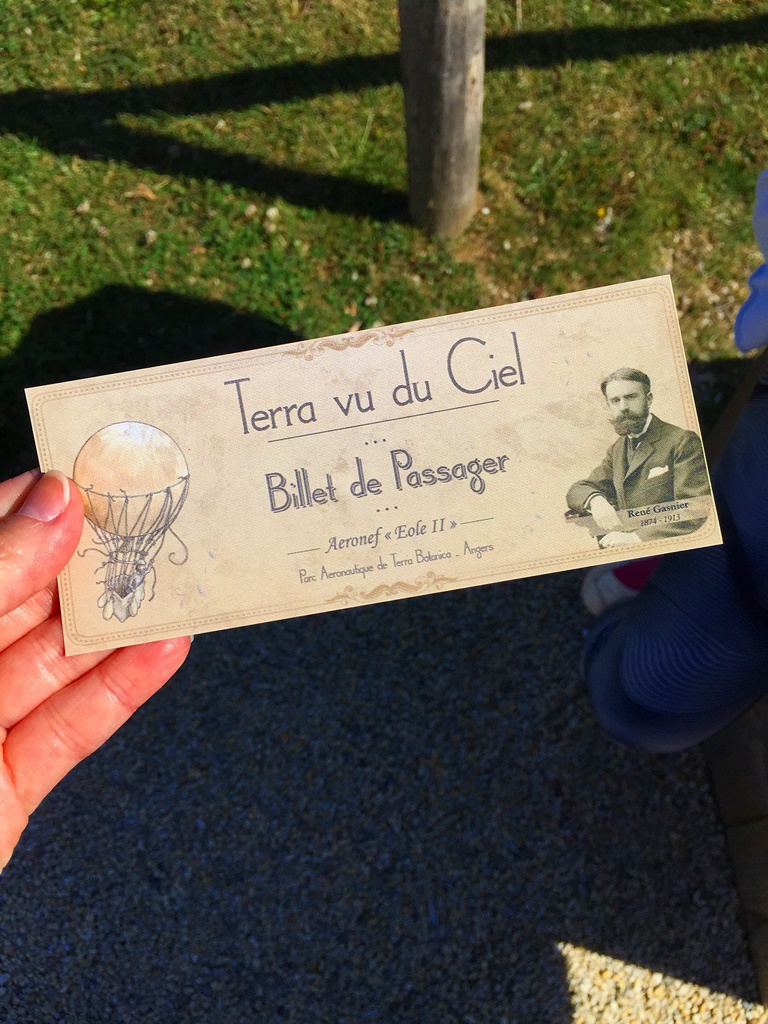 Terra vu du Ciel
Billet de Passager
Aeronef « Eole II »
Parc Aeronautique de Terra Botanica - Angers
René Gasnier
1874 - 1913